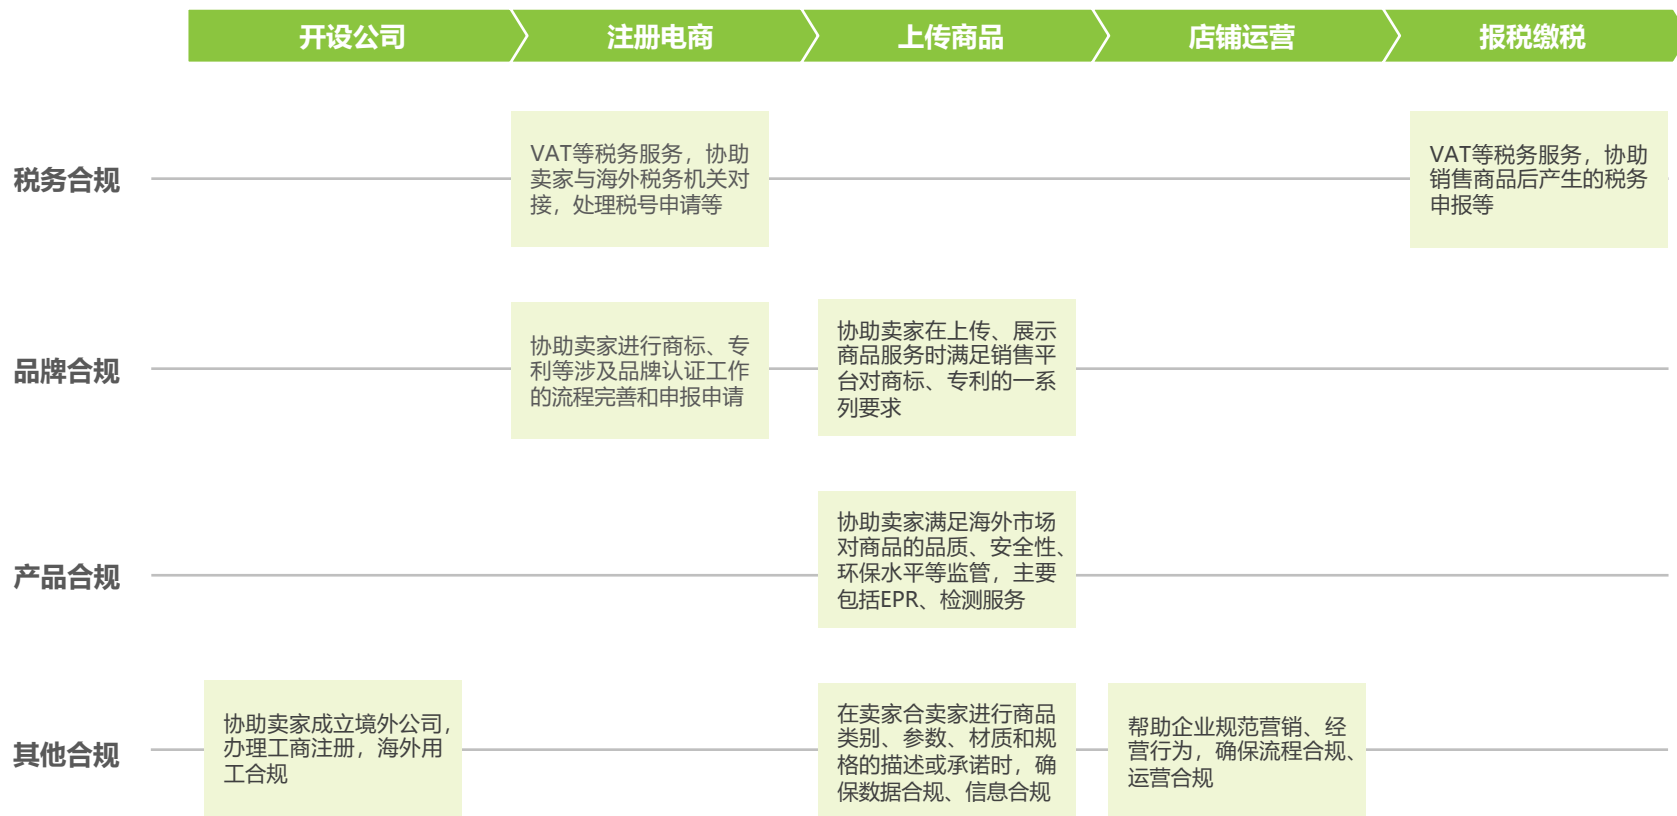 开设公司
注册电商
上传商品
店铺运营
报税缴税
税务合规
VAT等税务服务，协助
卖家与海外税务机关对
接，处理税号申请等
VAT等税务服务，协助
销售商品后产生的税务
申报等
品牌合规
协助卖家进行商标、专
利等涉及品牌认证工作
的流程完善和申报申请
协助卖家在上传、展示
商品服务时满足销售平
台对商标、专利的一系
列要求
产品合规
协助卖家满足海外市场
对商品的品质、安全性、
环保水平等监管，主要
包括EPR、检测服务
其他合规
协助卖家成立境外公司，
办理工商注册，海外用
工合规
在卖家合卖家进行商品
类别、参数、材质和规
格的描述或承诺时，确
保数据合规、信息合规
帮助企业规范营销、经
营行为，确保流程合规、
运营合规